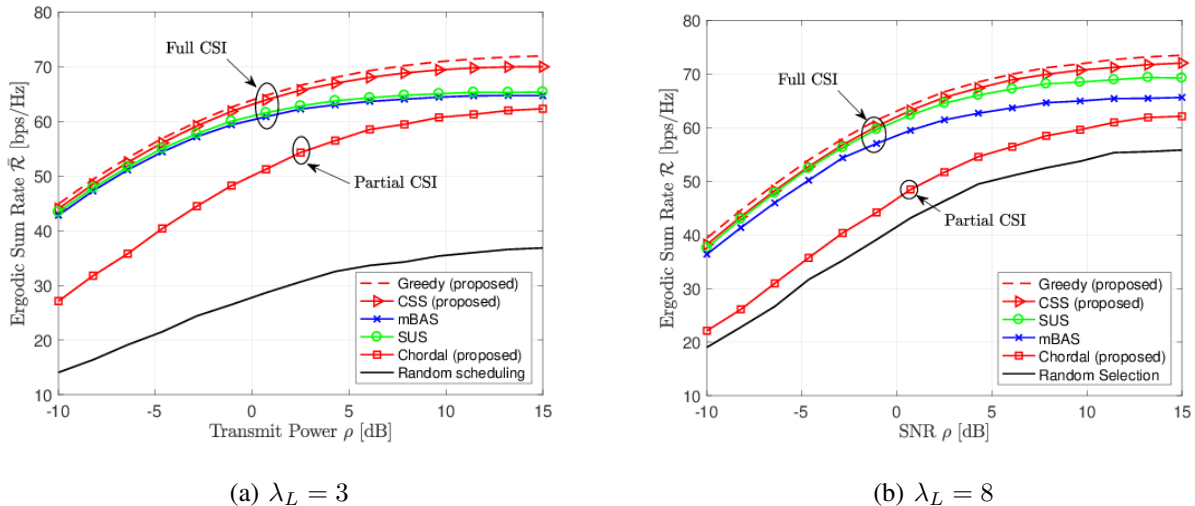 80
70
60
50
40
30
20
10
-10
-5
0
5
10
15
Ergodic Sum Rate R̄ [bps/Hz]
Transmit Power ρ [dB]
Full CSI
Partial CSI
Greedy (proposed)
CSS (proposed)
mBAS
SUS
Chordal (proposed)
Random scheduling
(a) λ_L = 3
80
70
60
50
40
30
20
10
-10
-5
0
5
10
15
Ergodic Sum Rate R̄ [bps/Hz]
SNR ρ [dB]
Full CSI
Partial CSI
Greedy (proposed)
CSS (proposed)
SUS
mBAS
Chordal (proposed)
Random Selection
(b) λ_L = 8